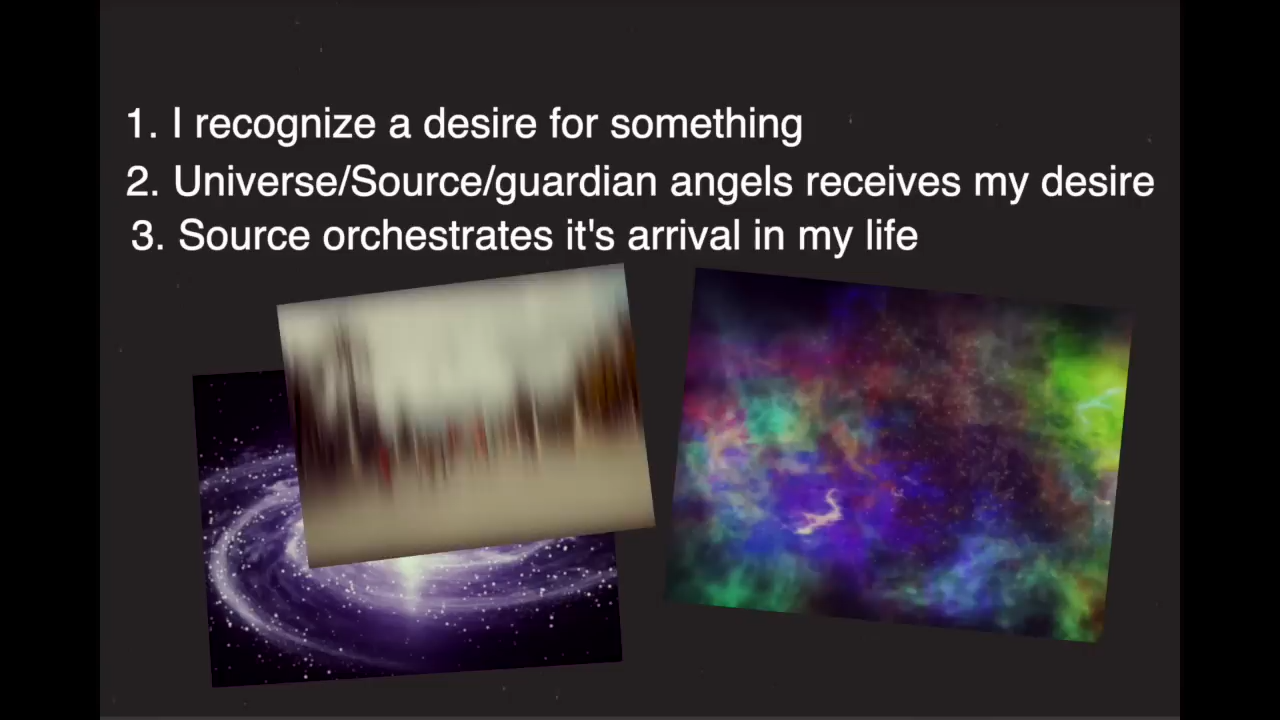 1. I recognize a desire for something
2. Universe/Source/guardian angels receives my desire
3. Source orchestrates it's arrival in my life